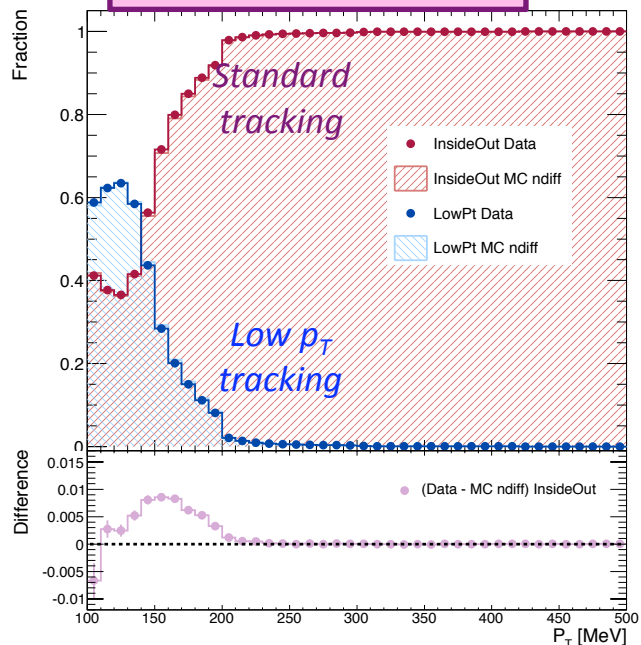 Fraction
1
0.8
0.6
0.4
0.2
0
Standard
tracking
InsideOut Data
InsideOut MC ndiff
LowPt Data
LowPt MC ndiff
Low pT
tracking
Difference
0.015
0.01
0.005
0
-0.005
-0.01
(Data - MC ndiff) InsideOut
100 150 200 250 300 350 400 450 500
PT [MeV]